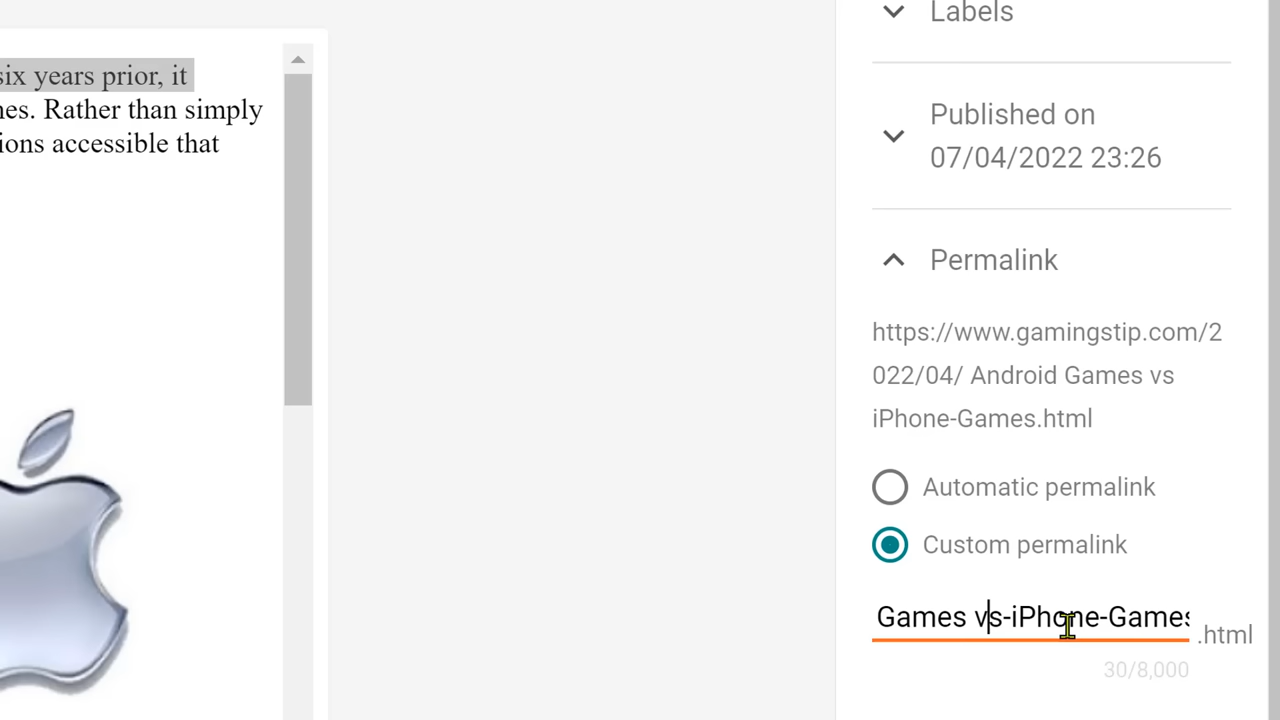 six years prior, it
nes. Rather than simply
ions accessible that
Labels
Published on
07/04/2022 23:26
Permalink
https://www.gamingstip.com/2
022/04/ Android Games vs
iPhone-Games.html
Automatic permalink
Custom permalink
Games vs-iPhone-Games
.html
30/8,000